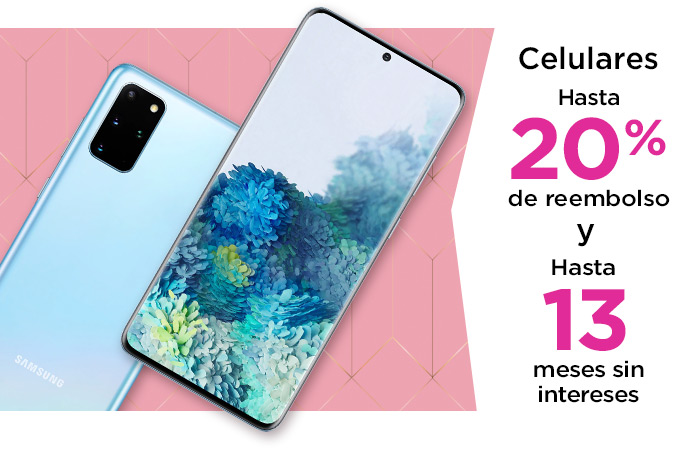 Celulares
Hasta
20%
de reembolso
y
Hasta
13
meses sin
intereses
SAMSUNG